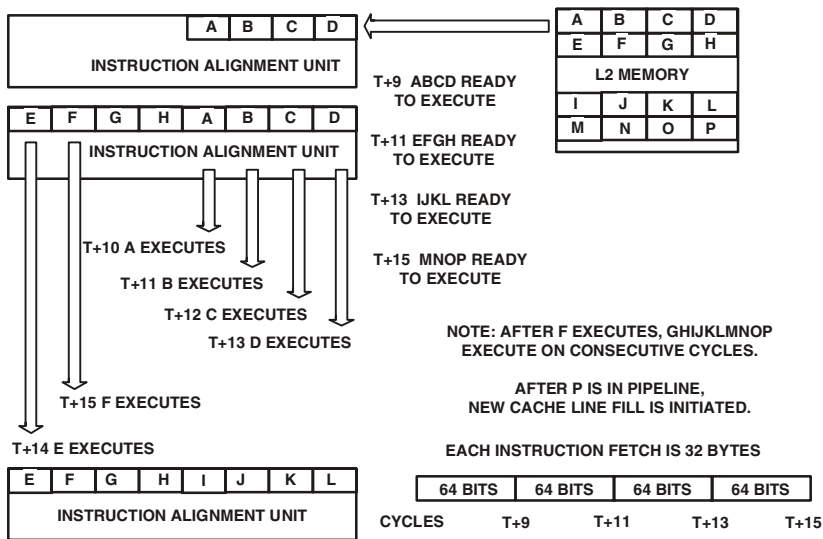 A B C D
INSTRUCTION ALIGNMENT UNIT
E F G H A B C D
INSTRUCTION ALIGNMENT UNIT
T+10 A EXECUTES
T+11 B EXECUTES
T+12 C EXECUTES
T+13 D EXECUTES
T+15 F EXECUTES
T+14 E EXECUTES
E F G H I J K L
INSTRUCTION ALIGNMENT UNIT
T+9 ABCD READY
TO EXECUTE
T+11 EFGH READY
TO EXECUTE
T+13 IJKL READY
TO EXECUTE
T+15 MNOP READY
TO EXECUTE
A B C D
E F G H
L2 MEMORY
I J K L
M N O P
NOTE: AFTER F EXECUTES, GHIJKLMNOP
EXECUTE ON CONSECUTIVE CYCLES.
AFTER P IS IN PIPELINE,
NEW CACHE LINE FILL IS INITIATED.
EACH INSTRUCTION FETCH IS 32 BYTES
64 BITS 64 BITS 64 BITS 64 BITS
CYCLES T+9 T+11 T+13 T+15